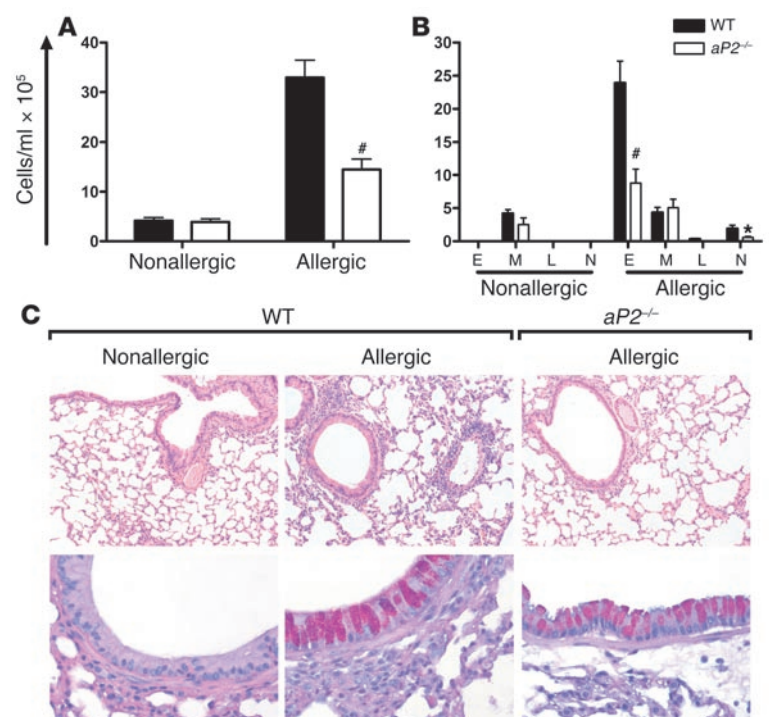 A
Cells/ml × 10⁵
40
30
20
10
0
#
Nonallergic
Allergic
B
WT
aP2⁻/⁻
30
25
20
15
10
5
0
#
*
E M L N E M L N
Nonallergic Allergic
C
WT aP2⁻/⁻
Nonallergic Allergic Allergic